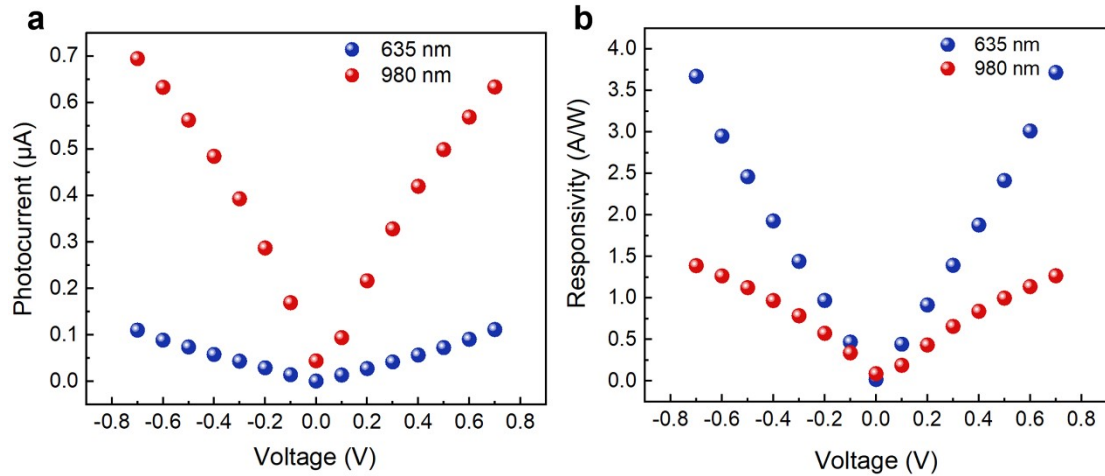 a
635 nm
980 nm
0.7
0.6
0.5
0.4
0.3
0.2
0.1
0.0
Photocurrent (µA)
-0.8 -0.6 -0.4 -0.2 0.0 0.2 0.4 0.6 0.8
Voltage (V)
b
635 nm
980 nm
4.0
3.5
3.0
2.5
2.0
1.5
1.0
0.5
0.0
Responsivity (A/W)
-0.8 -0.6 -0.4 -0.2 0.0 0.2 0.4 0.6 0.8
Voltage (V)